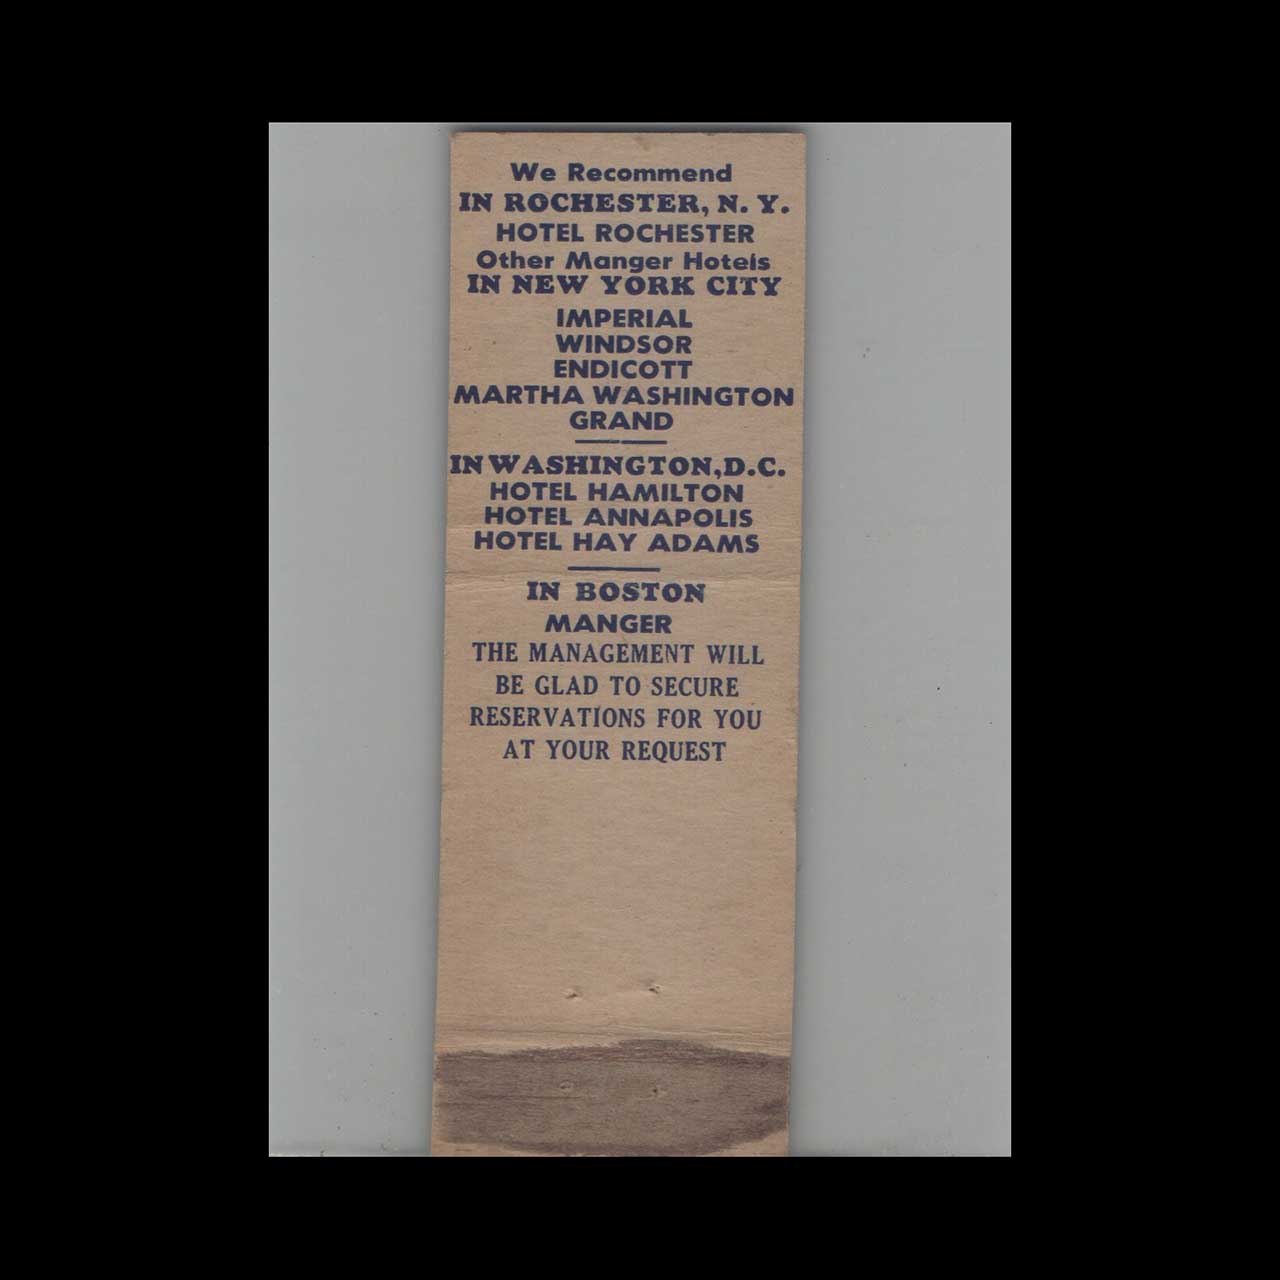 We Recommend
IN ROCHESTER, N. Y.
HOTEL ROCHESTER
Other Manger Hotels
IN NEW YORK CITY
IMPERIAL
WINDSOR
ENDICOTT
MARTHA WASHINGTON
GRAND
IN WASHINGTON, D.C.
HOTEL HAMILTON
HOTEL ANNAPOLIS
HOTEL HAY ADAMS
IN BOSTON
MANGER
THE MANAGEMENT WILL
BE GLAD TO SECURE
RESERVATIONS FOR YOU
AT YOUR REQUEST